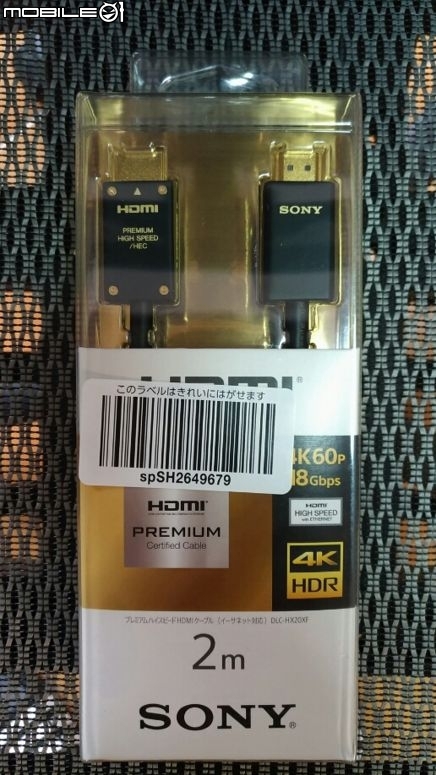 MOBILE01
HDMI
PREMIUM
HIGH SPEED
/HEC
SONY
HDMI®
このラベルはきれいにはがせます
spSH2649679
4K 60P
18Gbps
HDMI
HIGH SPEED
with ETHERNET
HDMI®
PREMIUM
Certified Cable
4K
HDR
プレミアムハイスピードHDMIケーブル(イーサネット対応) DLC-HX20XF
2m
SONY®